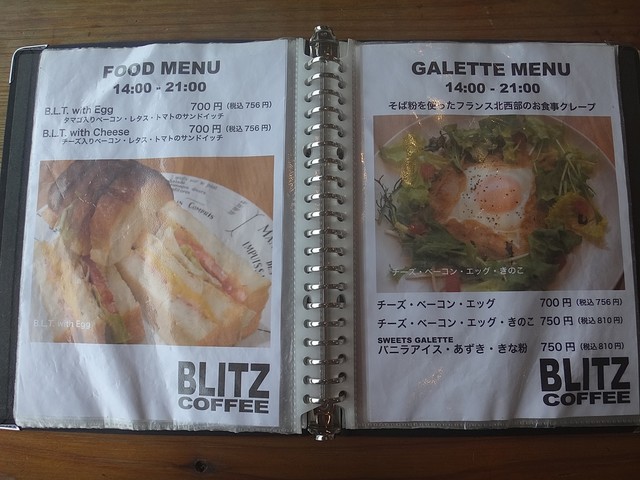 FOOD MENU
14:00 - 21:00
B.L.T. with Egg 700円 (税込756円)
タマゴ入りベーコン・レタス・トマトのサンドイッチ
B.L.T. with Cheese 700円 (税込756円)
チーズ入りベーコン・レタス・トマトのサンドイッチ
B.L.T. with Egg
BLITZ
COFFEE
GALETTE MENU
14:00 - 21:00
そば粉を使ったフランス北西部のお食事クレープ
チーズ・ベーコン・エッグ・きのこ
チーズ・ベーコン・エッグ 700円 (税込756円)
チーズ・ベーコン・エッグ・きのこ 750円 (税込810円)
SWEETS GALETTE
バニラアイス・あずき・きな粉 750円 (税込810円)
BLITZ
COFFEE